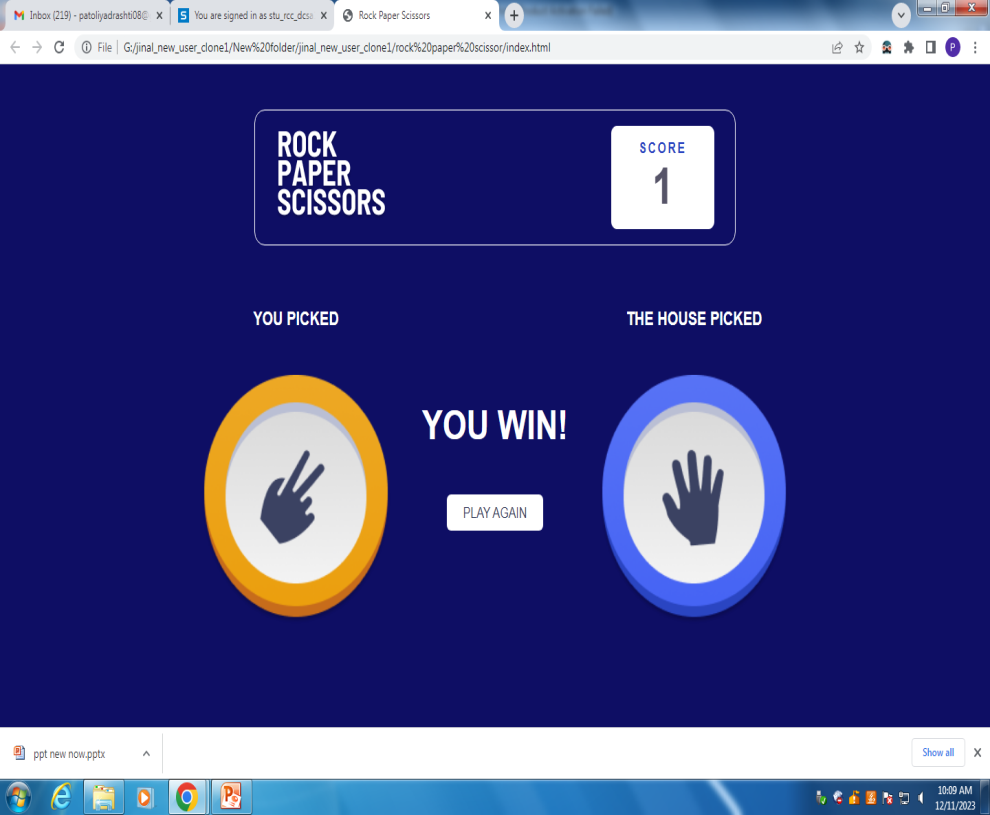 Inbox (219) - patoliyadrashti08@
You are signed in as stu_rcc_dcsa
Rock Paper Scissors
File
G:/jinal_new_user_clone1/New%20folder/jinal_new_user_clone1/rock%20paper%20scissor/index.html
P
ROCK
PAPER
SCISSORS
SCORE
1
YOU PICKED
THE HOUSE PICKED
YOU WIN!
PLAY AGAIN
ppt new now.pptx
Show all
10:09 AM
12/11/2023